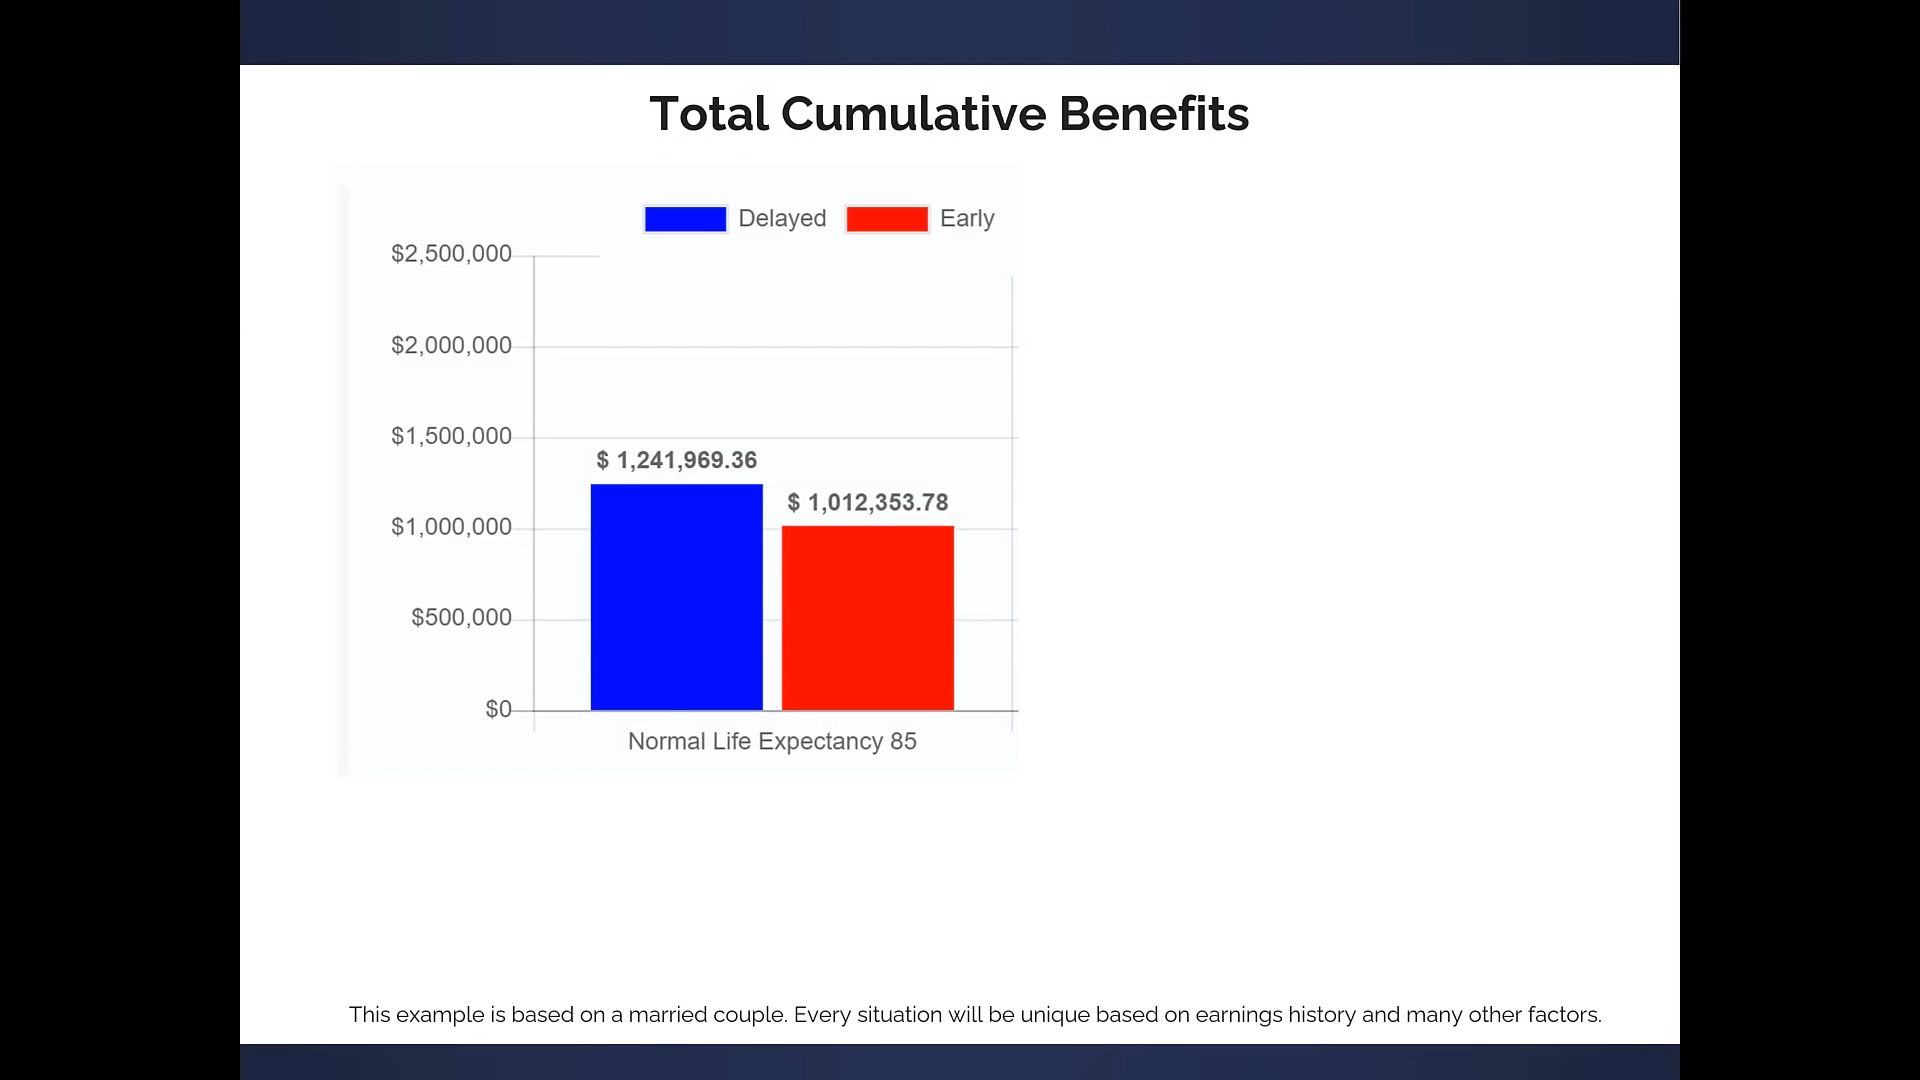 Total Cumulative Benefits
Delayed
Early
$2,500,000
$2,000,000
$1,500,000
$ 1,241,969.36
$ 1,012,353.78
$1,000,000
$500,000
$0
Normal Life Expectancy 85
This example is based on a married couple. Every situation will be unique based on earnings history and many other factors.